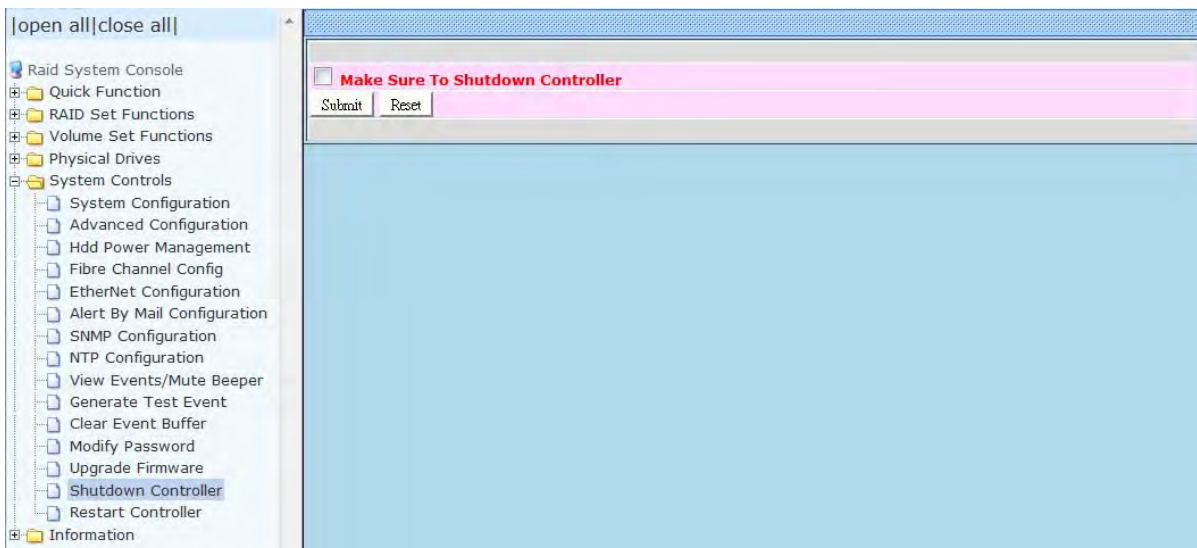 |open all|close all|
Raid System Console
Quick Function
RAID Set Functions
Volume Set Functions
Physical Drives
System Controls
System Configuration
Advanced Configuration
Hdd Power Management
Fibre Channel Config
EtherNet Configuration
Alert By Mail Configuration
SNMP Configuration
NTP Configuration
View Events/Mute Beeper
Generate Test Event
Clear Event Buffer
Modify Password
Upgrade Firmware
Shutdown Controller
Restart Controller
Information
Make Sure To Shutdown Controller
Submit Reset